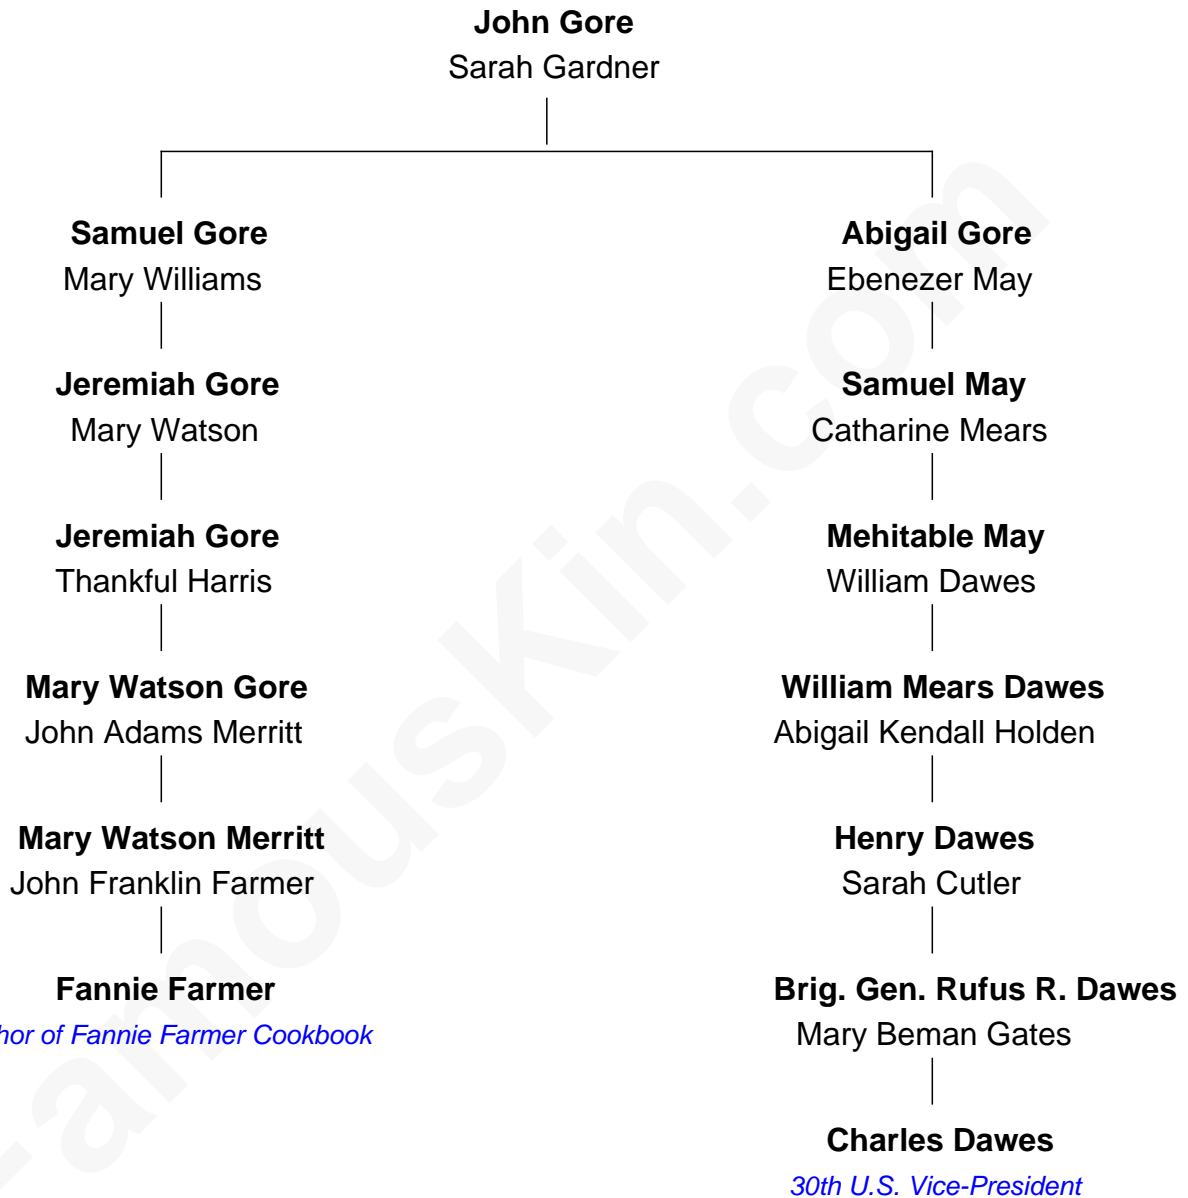 John Gore
Sarah Gardner
Samuel Gore
Mary Williams
Jeremiah Gore
Mary Watson
Jeremiah Gore
Thankful Harris
Mary Watson Gore
John Adams Merritt
Mary Watson Merritt
John Franklin Farmer
Fannie Farmer
hor of Fannie Farmer Cookbook
Abigail Gore
Ebenezer May
Samuel May
Catharine Mears
Mehitable May
William Dawes
William Mears Dawes
Abigail Kendall Holden
Henry Dawes
Sarah Cutler
Brig. Gen. Rufus R. Dawes
Mary Beman Gates
Charles Dawes
30th U.S. Vice-President
FamousKin.com